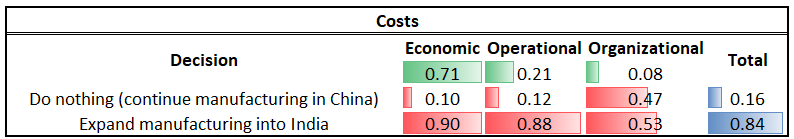 Costs
Decision Economic Operational Organizational Total
0.71 0.21 0.08
Do nothing (continue manufacturing in China) 0.10 0.12 0.47 0.16
Expand manufacturing into India 0.90 0.88 0.53 0.84